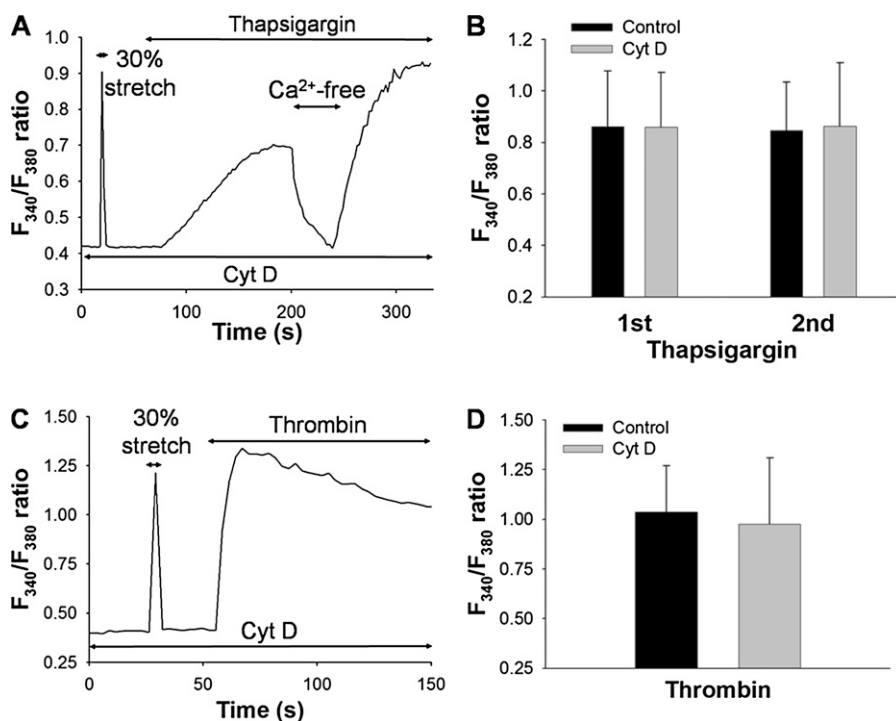 A
Thapsigargin
30%
stretch
Ca²⁺-free
F₃₄₀/F₃₈₀ ratio
1.0
0.9
0.8
0.7
0.6
0.5
0.4
0.3
Cyt D
0
100
200
300
Time (s)
B
Control
Cyt D
F₃₄₀/F₃₈₀ ratio
1.2
1.0
0.8
0.6
0.4
0.2
1st
2nd
Thapsigargin
C
30%
stretch
Thrombin
F₃₄₀/F₃₈₀ ratio
1.50
1.25
1.00
0.75
0.50
0.25
Cyt D
0
50
100
150
Time (s)
D
Control
Cyt D
F₃₄₀/F₃₈₀ ratio
1.50
1.25
1.00
0.75
0.50
0.25
Thrombin